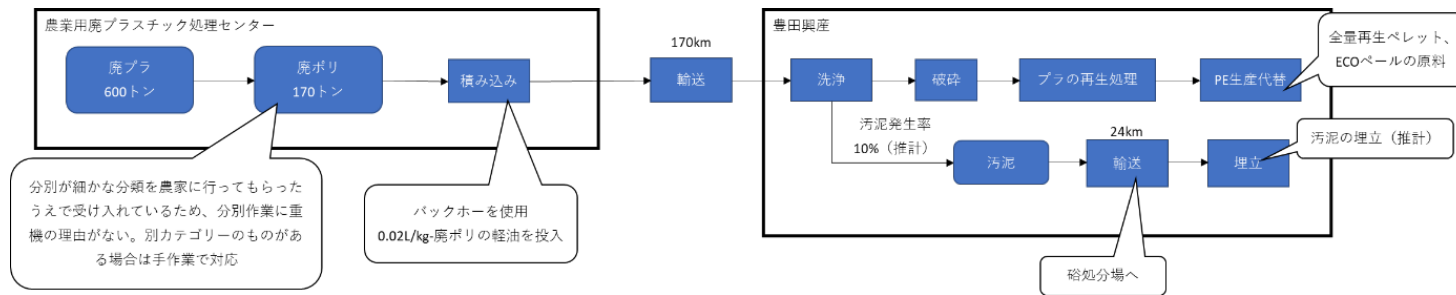 農業用廃プラスチック処理センター
廃プラ
600トン
廃ポリ
170トン
積み込み
170km
輸送
豊田興産
洗浄
破砕
プラの再生処理
PE生産代替
全量再生ペレット、
ECOペールの原料
汚泥発生率
10%（推計）
汚泥
24km
輸送
埋立
汚泥の埋立（推計）
分別が細かな分類を農家に行ってもらったうえで受け入れているため、分別作業に重機の理由がない。別カテゴリーのものがある場合は手作業で対応
バックホーを使用
0.02L/kg-廃ポリの軽油を投入
硲処分場へ